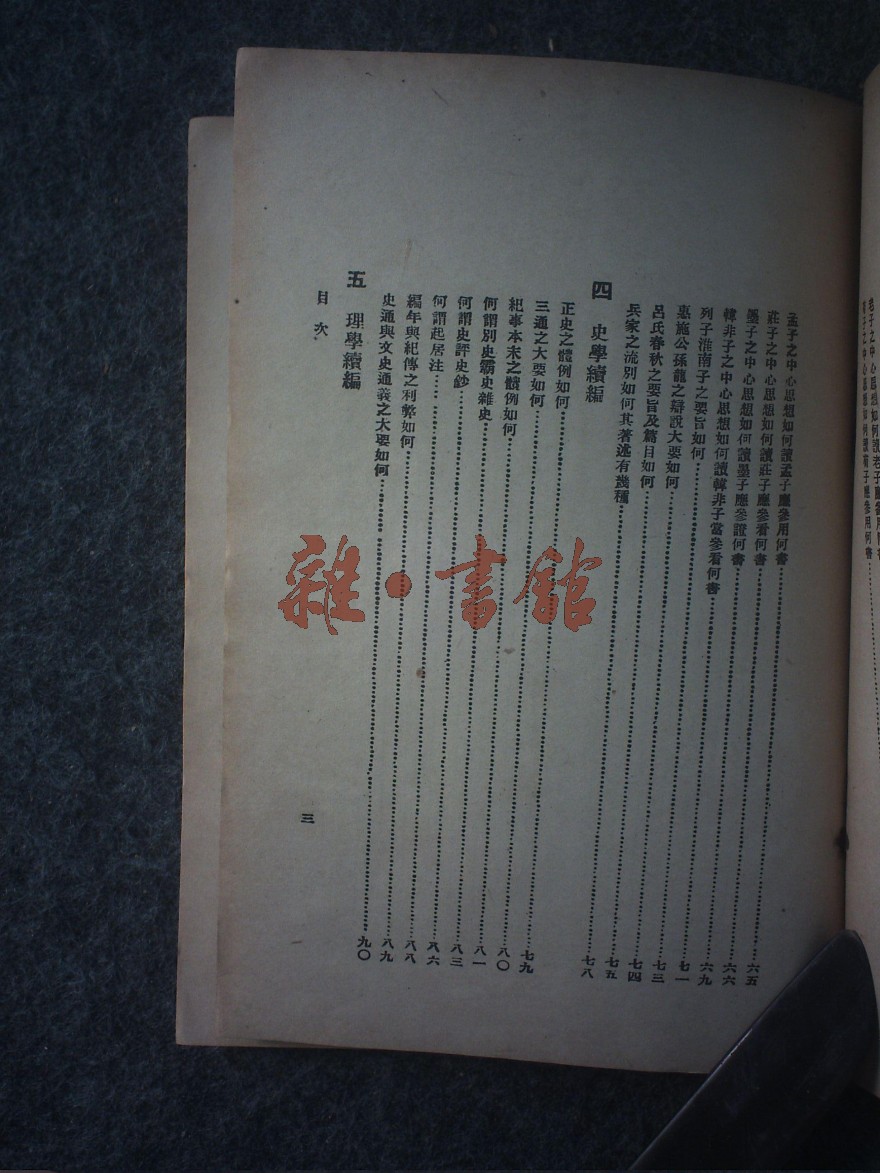 孟子之中心思想如何讀孟子應參用何書……六五
莊子之中心思想如何讀莊子應參看何書……六六
墨子之中心思想如何讀墨子應參證何書……六九
韓非子之中心思想如何讀韓非子當參看何書……七一
列子淮南子之要旨如何……七三
惠施公孫龍之辯說大要如何……七四
呂氏春秋之要旨及篇目如何……七五
兵家之流別如何其著述有幾種……七八
四 史學續編
正史之體例如何……七九
三通之大要如何……八〇
紀事本末之體例如何……八一
何謂別史霸史雜史……八三
何謂史評史鈔……八六
何謂起居注……八八
編年與紀傳之利弊如何……八九
史通與文史通義之大要如何……九〇
五 理學續編
目次
三
雜·書館